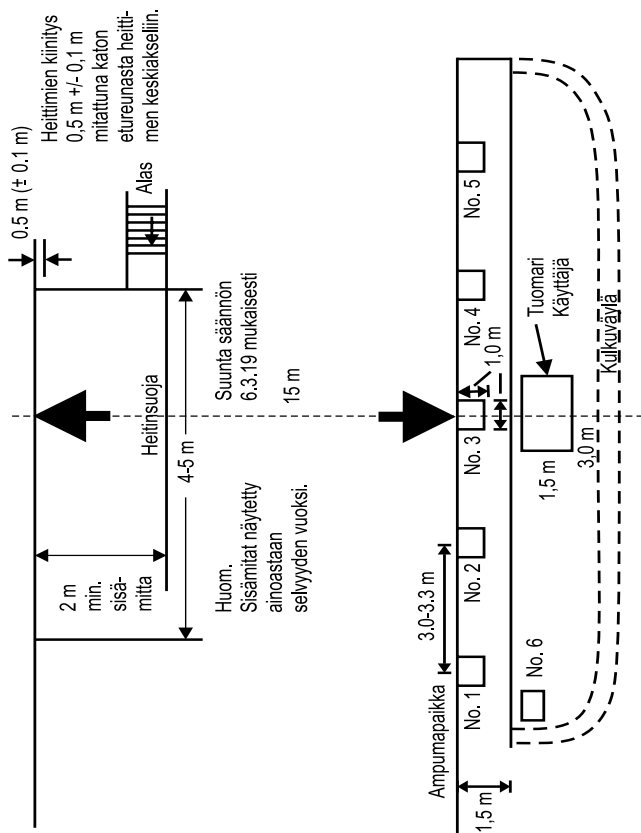 0.5 m (± 0.1 m)
Heittimien kiinitys
0,5 m +/- 0,1 m
mitattuna katon
etureunasta heitti-
men keskiakseliin.
Alas
2 m
min.
sisä-
mitta
Heitinsuoja
4-5 m
Huom.
Sisämitat näytetty
ainoastaan
selvyyden vuoksi.
Suunta säännön
6.3.19 mukaisesti
15 m
Ampumapaikka
3.0-3.3 m
1,0 m
No. 1
No. 2
No. 3
No. 4
No. 5
1,5 m
No. 6
1,5 m
3,0 m
Tuomari
Käyttäjä
Kulkuväylä